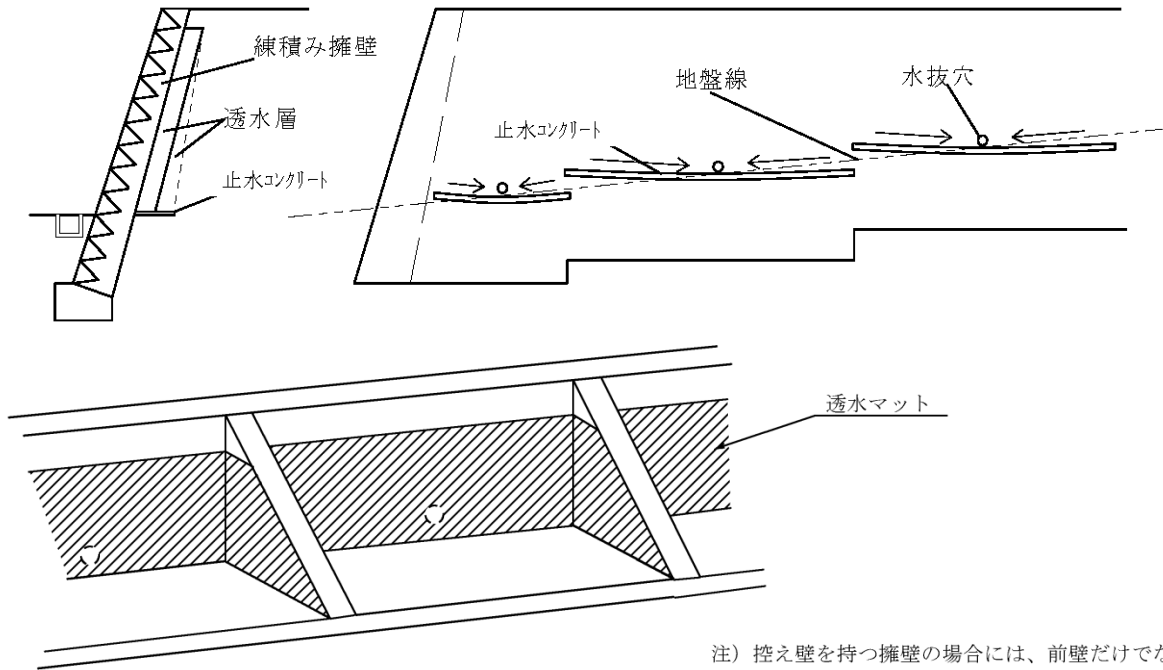 練積み擁壁
透水層
止水コンクリート
地盤線
水抜穴
止水コンクリート
透水マット
注）控え壁を持つ擁壁の場合には、前壁だけで